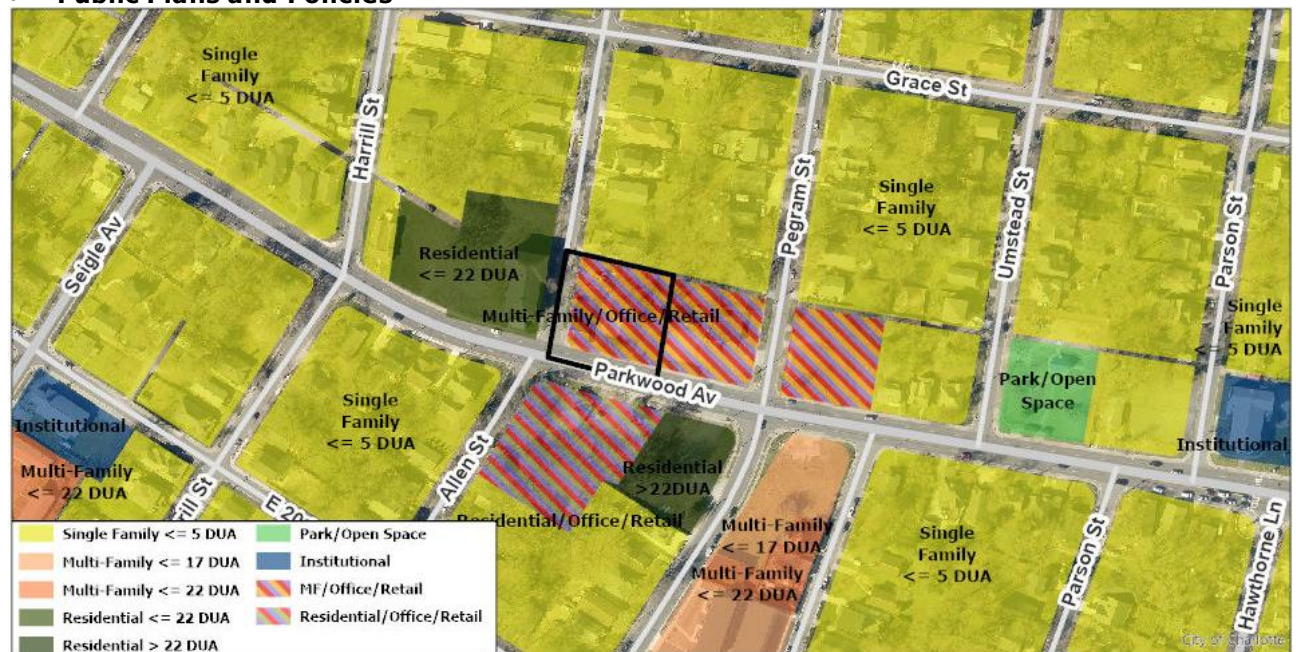 Public Plans and Policies
Single
Family
<= 5 DUA
Grace St
Harrill St
Pegram St
Single
Family
<= 5 DUA
Umstead St
Parson St
Seigle Av
Residential
<= 22 DUA
Multi-Family/Office/Retail
Single
Family
<= 5 DUA
Parkwood Av
Park/Open
Space
Single
Family
<= 5 DUA
Institutional
Institutional
Allen St
Multi-Family
<= 22 DUA
Residential
>22DUA
rill St
E 20
Residential/Office/Retail
Multi-Family
<= 17 DUA
Multi-Family
<= 22 DUA
Single
Family
<= 5 DUA
Parson St
Hawthorne Ln
Single Family <= 5 DUA
Multi-Family <= 17 DUA
Multi-Family <= 22 DUA
Residential <= 22 DUA
Residential > 22 DUA
Park/Open Space
Institutional
MF/Office/Retail
Residential/Office/Retail
City of Charlotte